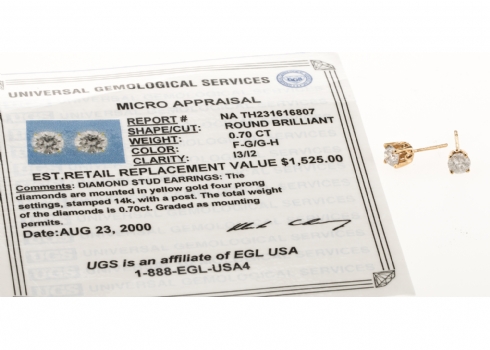 UNIVERSAL GEMOLOGICAL SERVICES
MICRO APPRAISAL
REPORT # NA TH231616807
SHAPE/CUT: ROUND BRILLIANT
WEIGHT: 0.70 CT
COLOR: F-G/G-H
CLARITY: I3/I2
EST.RETAIL REPLACEMENT VALUE $1,525.00
Comments: DIAMOND STUD EARRINGS: The
diamonds are mounted in yellow gold four prong
settings, stamped 14k, with a post. The total weight
of the diamonds is 0.70ct. Graded as mounting
permits.
Date:AUG 23, 2000
UGS is an affiliate of EGL USA
1-888-EGL-USA4